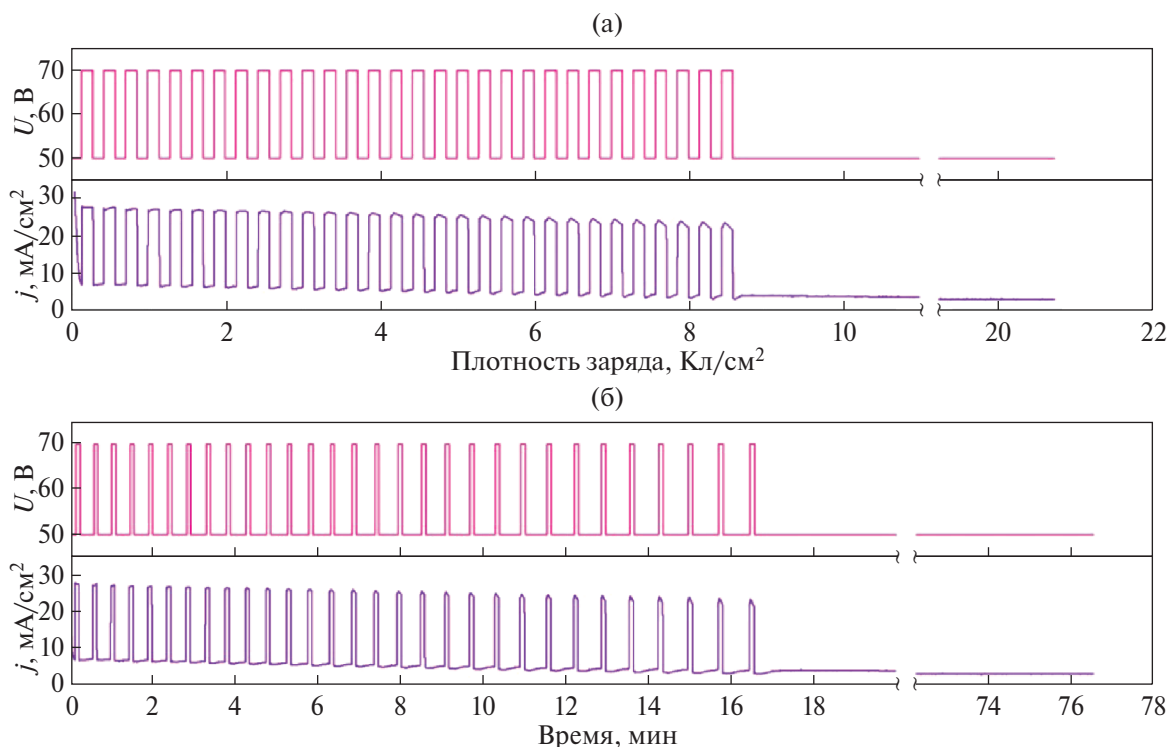 (а)
70
60
50
U, В
30
20
10
0
j, мА/см²
0 2 4 6 8 10 20 22
Плотность заряда, Кл/см²
(б)
70
60
50
U, В
30
20
10
0
j, мА/см²
0 2 4 6 8 10 12 14 16 18 74 76 78
Время, мин